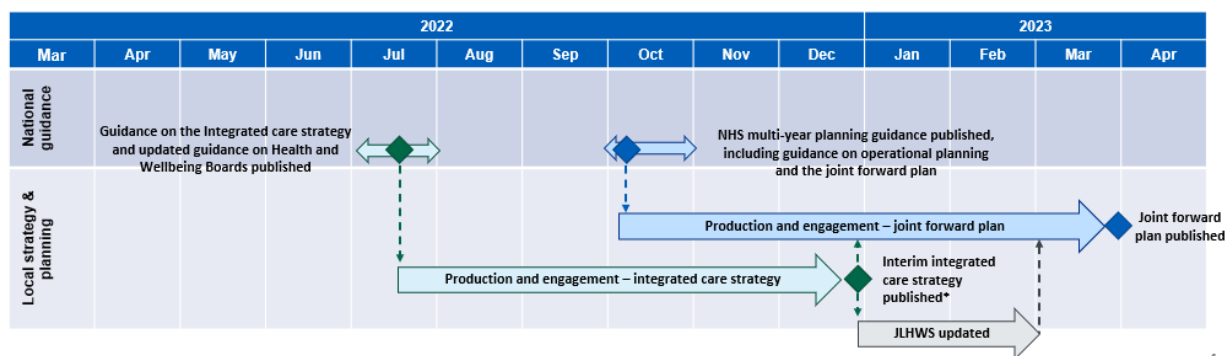 2022
2023
Mar Apr May Jun Jul Aug Sep Oct Nov Dec Jan Feb Mar Apr
National
guidance
Guidance on the Integrated care strategy
and updated guidance on Health and
Wellbeing Boards published
NHS multi-year planning guidance published,
including guidance on operational planning
and the joint forward plan
Local strategy &
planning
Production and engagement – joint forward plan
Joint forward
plan published
Production and engagement – integrated care strategy
Interim integrated
care strategy
published*
JLHWS updated